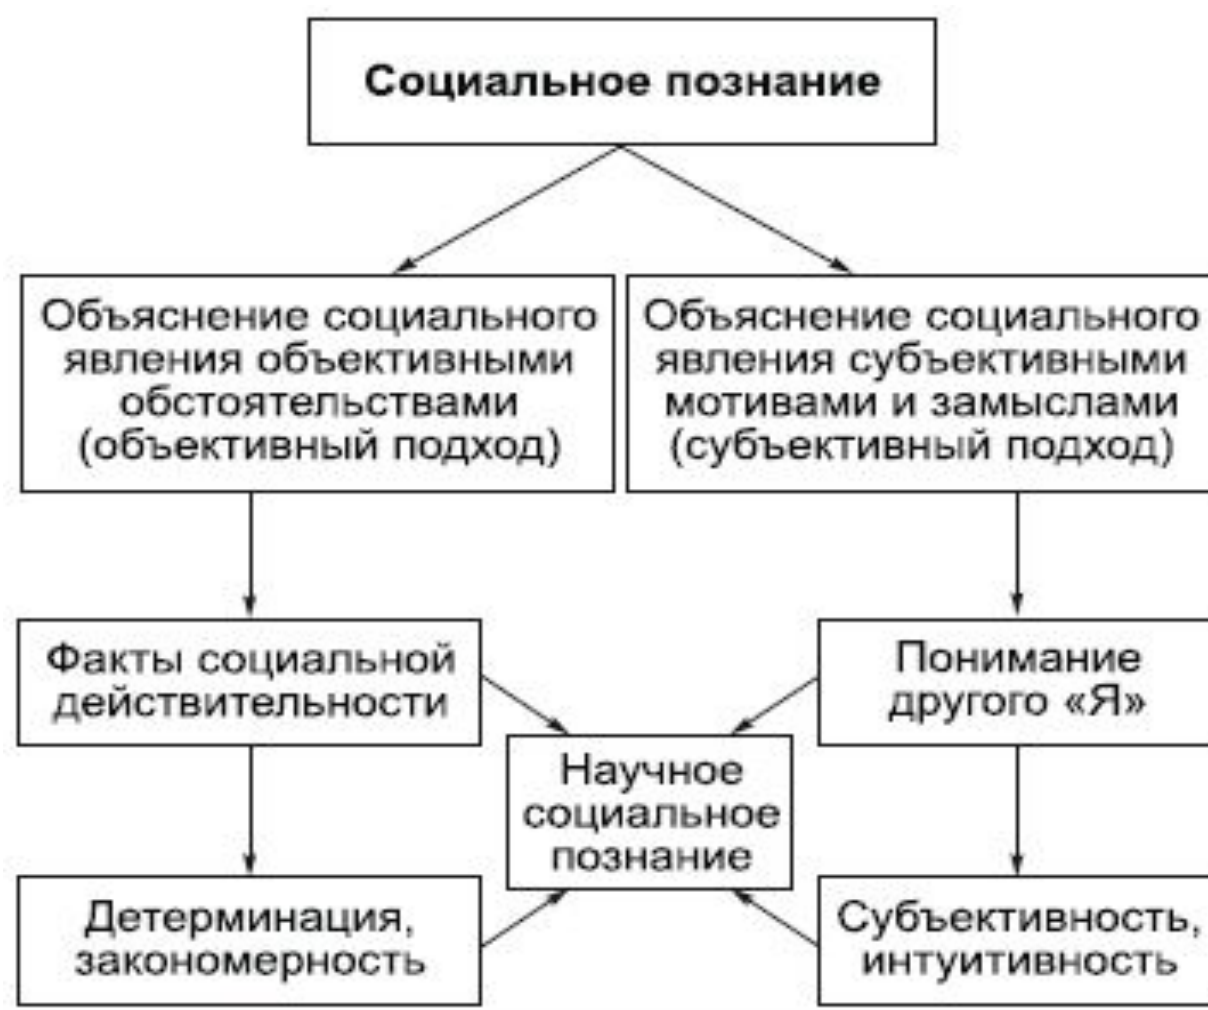 Социальное познание
Объяснение социального
явления объективными
обстоятельствами
(объективный подход)
Объяснение социального
явления субъективными
мотивами и замыслами
(субъективный подход)
Факты социальной
действительности
Понимание
другого «Я»
Научное
социальное
познание
Детерминация,
закономерность
Субъективность,
интуитивность